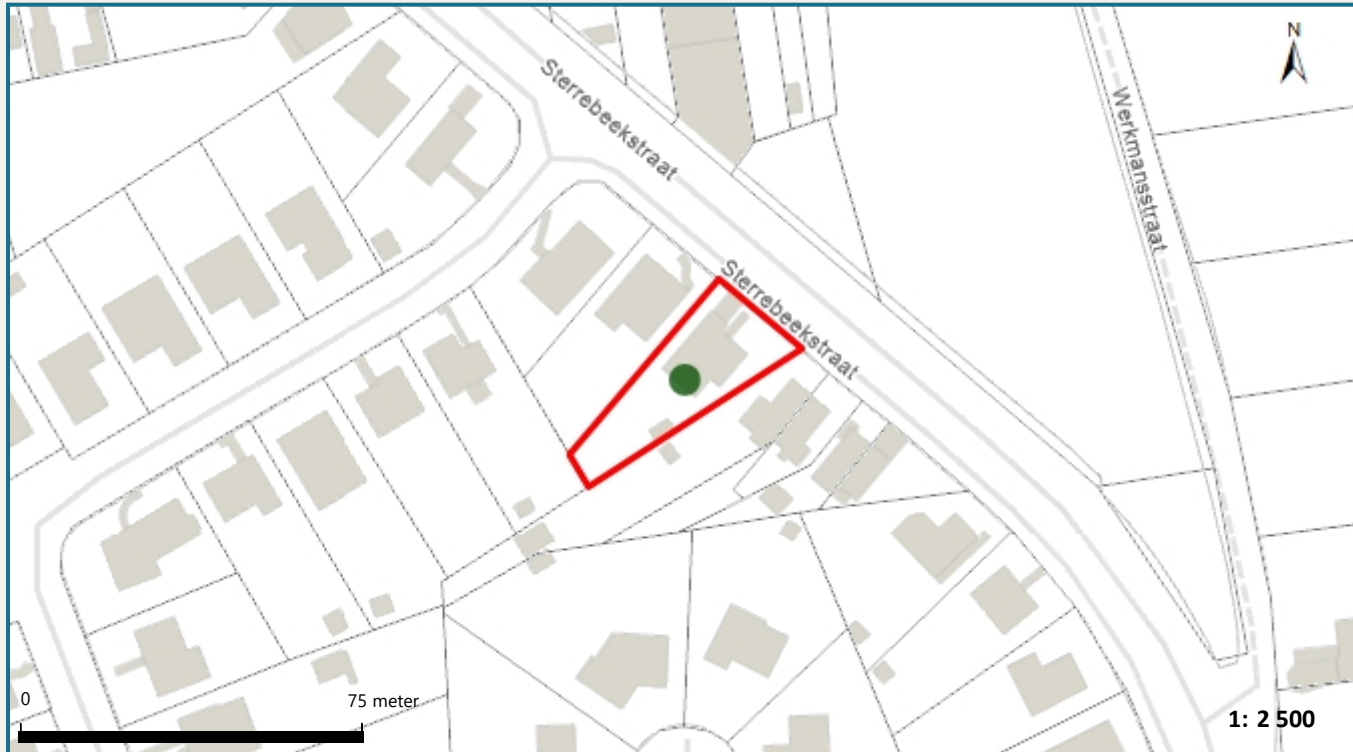 N
Sterrebeekstraat
Werkmansstraat
Sterrebeekstraat
0
75 meter
1: 2 500